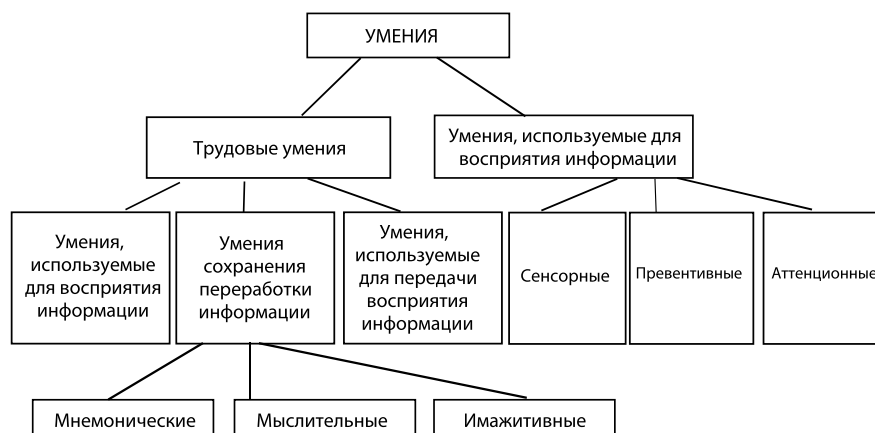 УМЕНИЯ
Трудовые умения
Умения, используемые для
восприятия информации
Умения,
используемые
для восприятия
информации
Умения
сохранения
переработки
информации
Умения,
используемые
для передачи
восприятия
информации
Сенсорные
Превентивные
Аттенционные
Мнемонические
Мыслительные
Имажитивные